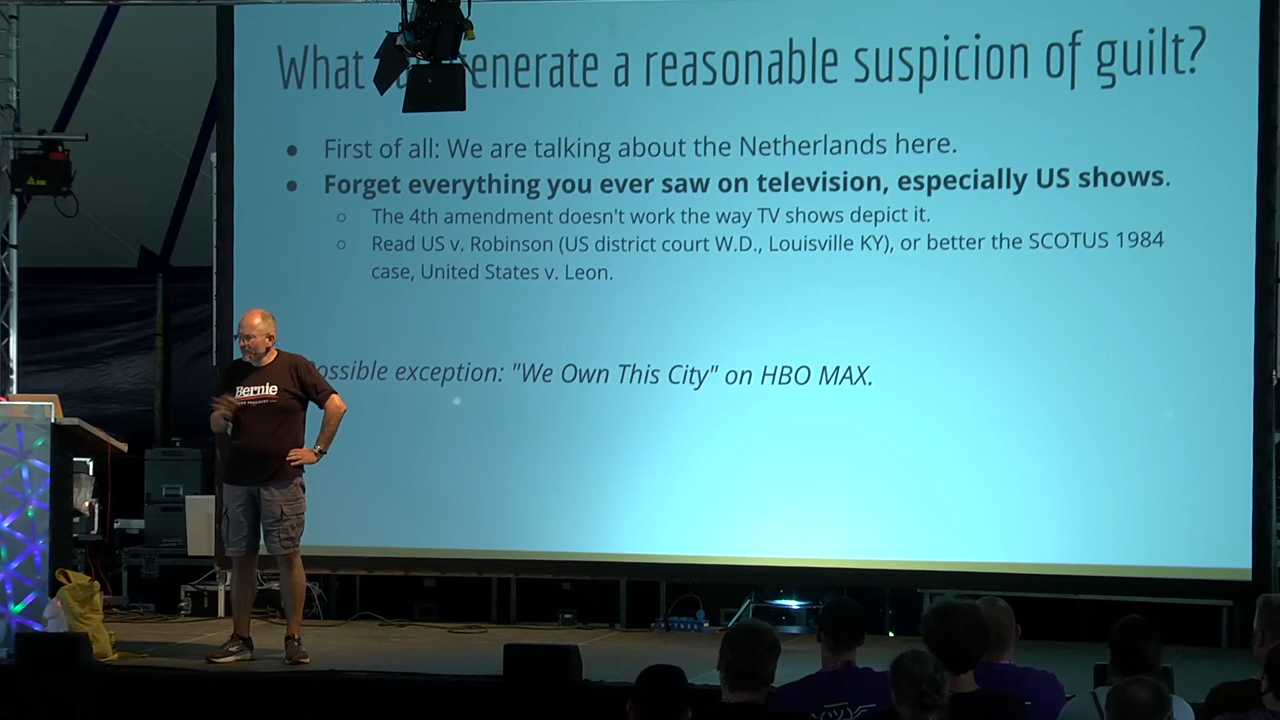 What enerate a reasonable suspicion of guilt?
● First of all: We are talking about the Netherlands here.
● Forget everything you ever saw on television, especially US shows.
○ The 4th amendment doesn't work the way TV shows depict it.
○ Read US v. Robinson (US district court W.D., Louisville KY), or better the SCOTUS 1984
case, United States v. Leon.
ossible exception: "We Own This City" on HBO MAX.
Bernie